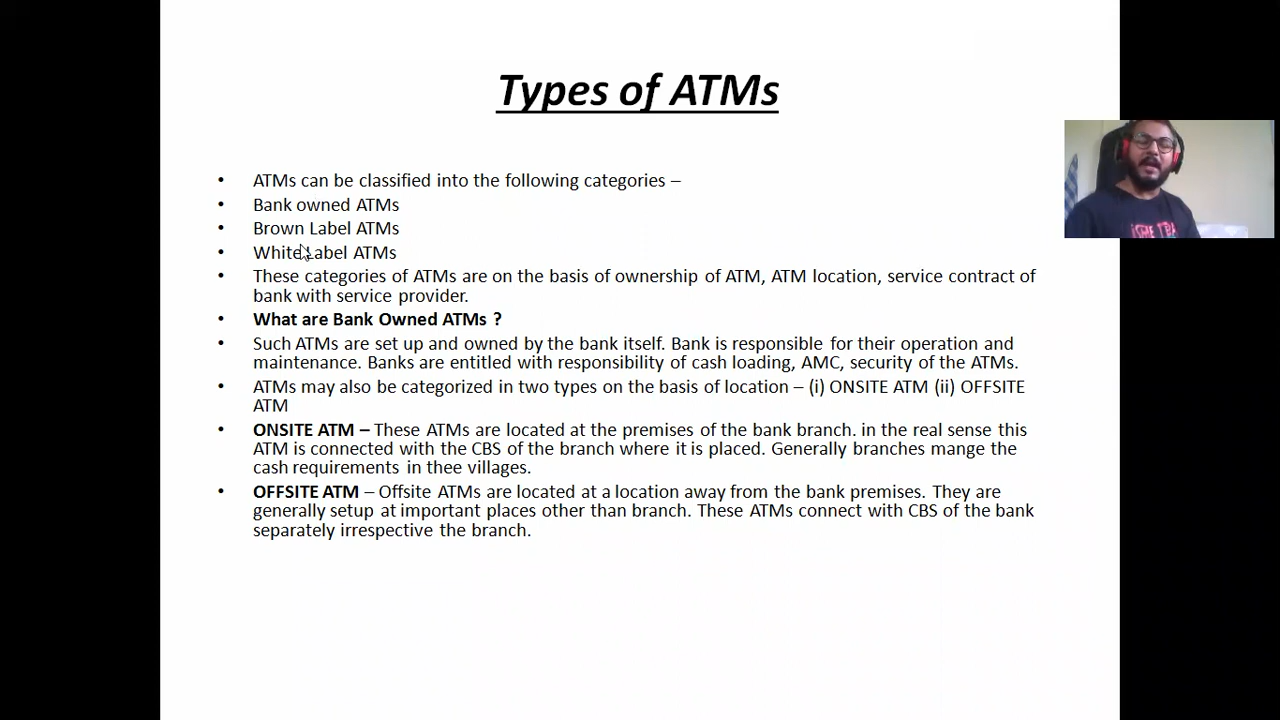 Types of ATMs
• ATMs can be classified into the following categories –
• Bank owned ATMs
• Brown Label ATMs
• White Label ATMs
• These categories of ATMs are on the basis of ownership of ATM, ATM location, service contract of
bank with service provider.
• What are Bank Owned ATMs ?
• Such ATMs are set up and owned by the bank itself. Bank is responsible for their operation and
maintenance. Banks are entitled with responsibility of cash loading, AMC, security of the ATMs.
• ATMs may also be categorized in two types on the basis of location – (i) ONSITE ATM (ii) OFFSITE
ATM
• ONSITE ATM – These ATMs are located at the premises of the bank branch. in the real sense this
ATM is connected with the CBS of the branch where it is placed. Generally branches mange the
cash requirements in thee villages.
• OFFSITE ATM – Offsite ATMs are located at a location away from the bank premises. They are
generally setup at important places other than branch. These ATMs connect with CBS of the bank
separately irrespective the branch.